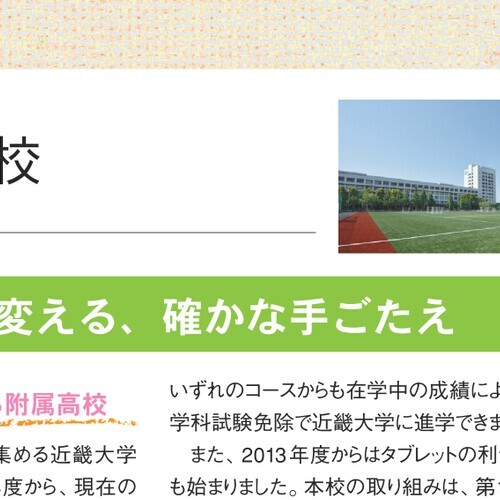 校
変える、確かな手ごたえ
附属高校
集める近畿大学
度から、現在の
いずれのコースからも在学中の成績によ
学科試験免除で近畿大学に進学できま
また、2013年度からはタブレットの利
も始まりました。本校の取り組みは、第